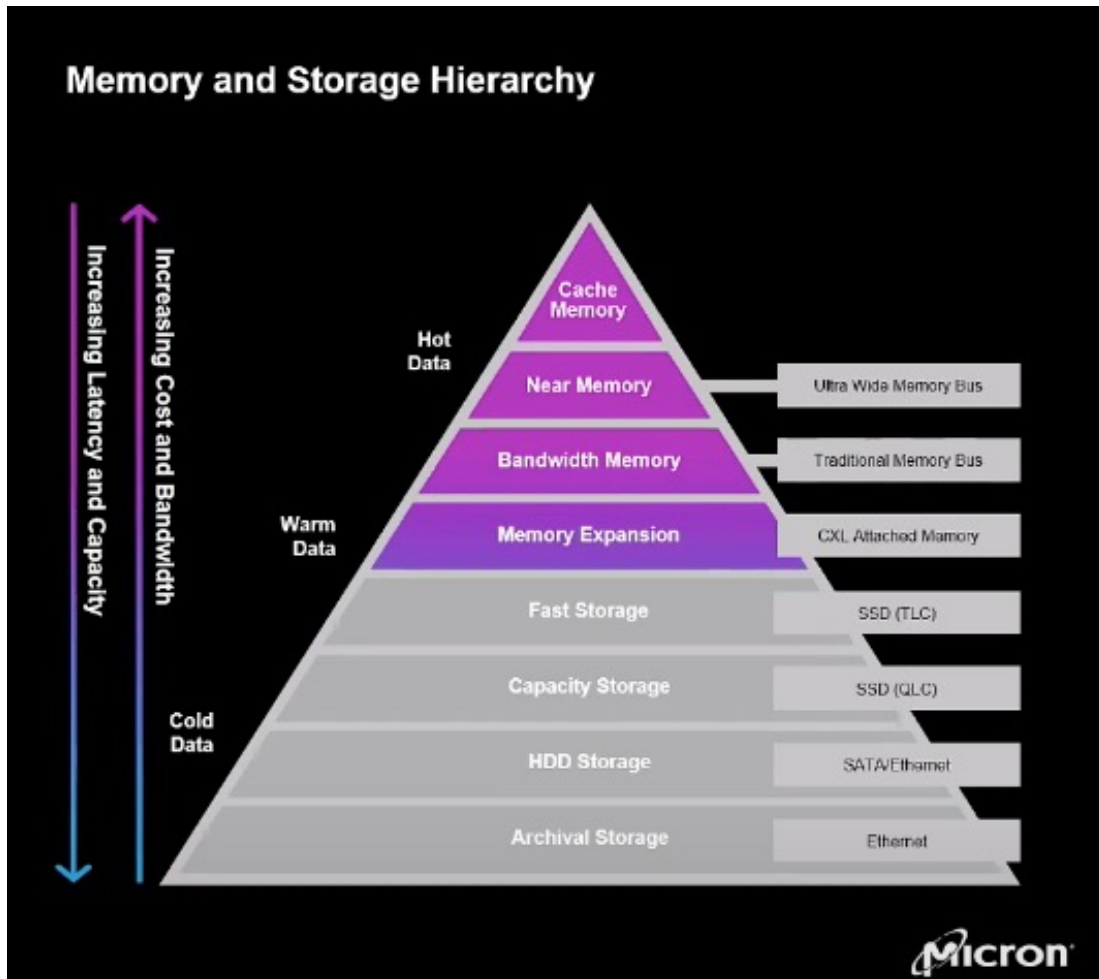 Memory and Storage Hierarchy
Increasing Latency and Capacity
Increasing Cost and Bandwidth
Hot
Data
Warm
Data
Cold
Data
Cache
Memory
Near Memory
Ultra Wide Memory Bus
Bandwidth Memory
Traditional Memory Bus
Memory Expansion
CXL Attached Memory
Fast Storage
SSD (TLC)
Capacity Storage
SSD (QLC)
HDD Storage
SATA/Ethernet
Archival Storage
Ethernet
Micron